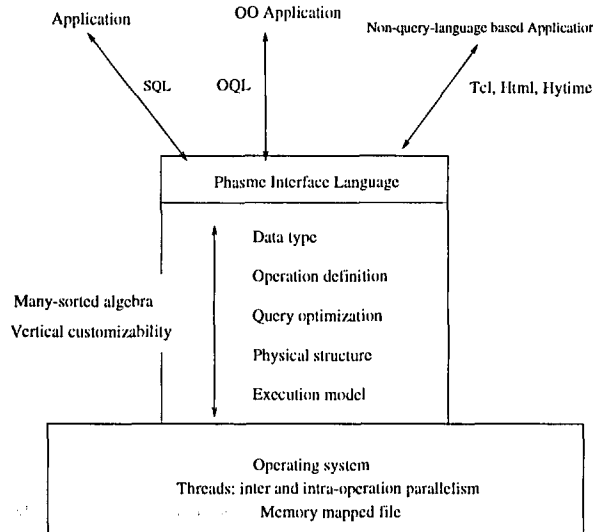 Application
OO Application
Non-query-language based Application
SQL
OQL
Tcl, Html, Hytime
Phasme Interface Language
Data type
Operation definition
Many-sorted algebra
Query optimization
Vertical customizability
Physical structure
Execution model
Operating system
Threads: inter and intra-operation parallelism
Memory mapped file